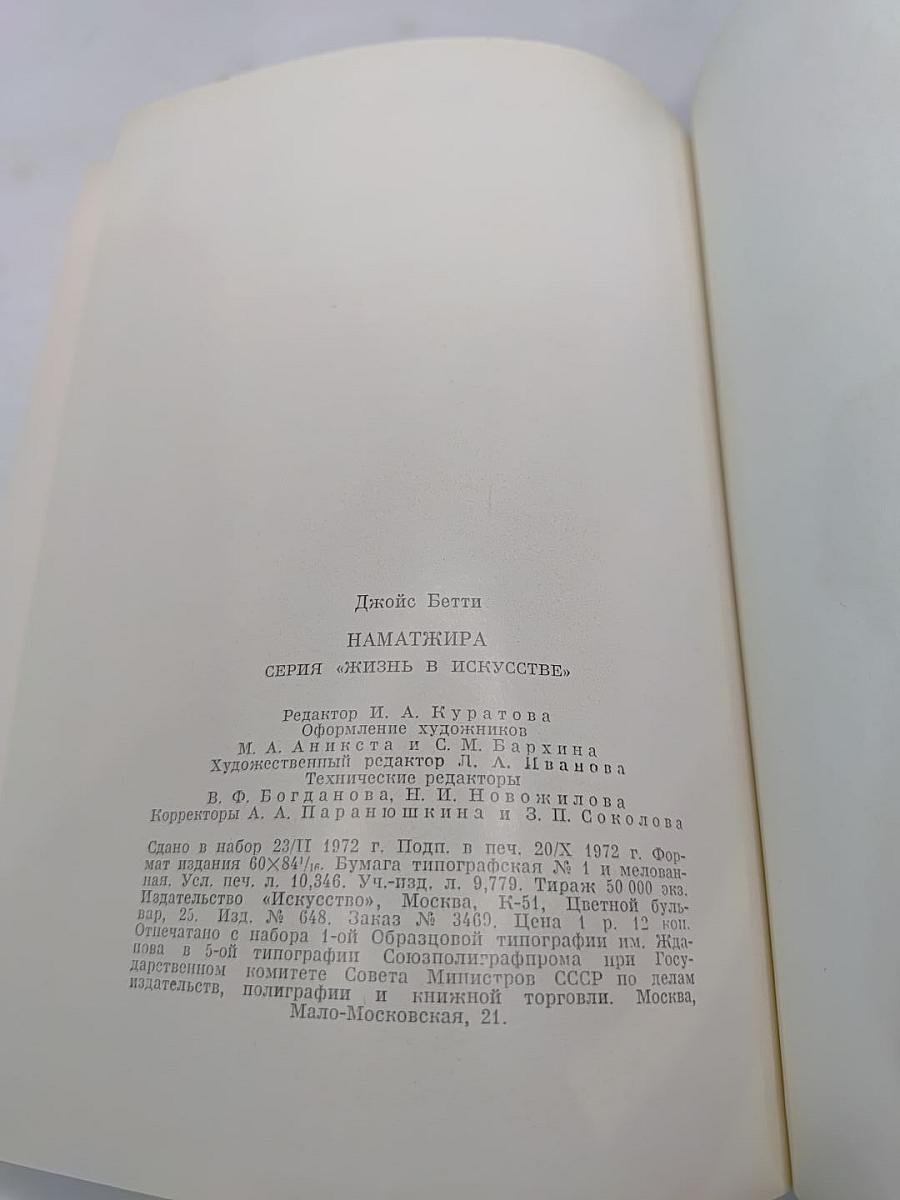 Джойс Бетти
НАМАТЖИРА
СЕРИЯ «ЖИЗНЬ В ИСКУССТВЕ»
Редактор И. А. Куратова
Оформление художников
М. А. Аникста и С. М. Бархина
Художественный редактор Л. А. Иванова
Технические редакторы
В. Ф. Богданова, Н. И. Новожилова
Корректоры А. А. Паранюшкина и З. П. Соколова
Сдано в набор 23/II 1972 г. Подп. в печ. 20/X 1972 г. Фор-
мат издания 60×84¹/₁₆. Бумага типографская № 1 и мелован-
ная. Усл. печ. л. 10,346. Уч.-изд. л. 9,779. Тираж 50 000 экз.
Издательство «Искусство», Москва, К-51, Цветной буль-
вар, 25. Изд. № 648. Заказ № 3469. Цена 1 р. 12 коп.
Отпечатано с набора 1-ой Образцовой типографии им. Жда-
нова в 5-ой типографии Союзполиграфпрома при Госу-
дарственном комитете Совета Министров СССР по делам
издательств, полиграфии и книжной торговли. Москва,
Мало-Московская, 21.